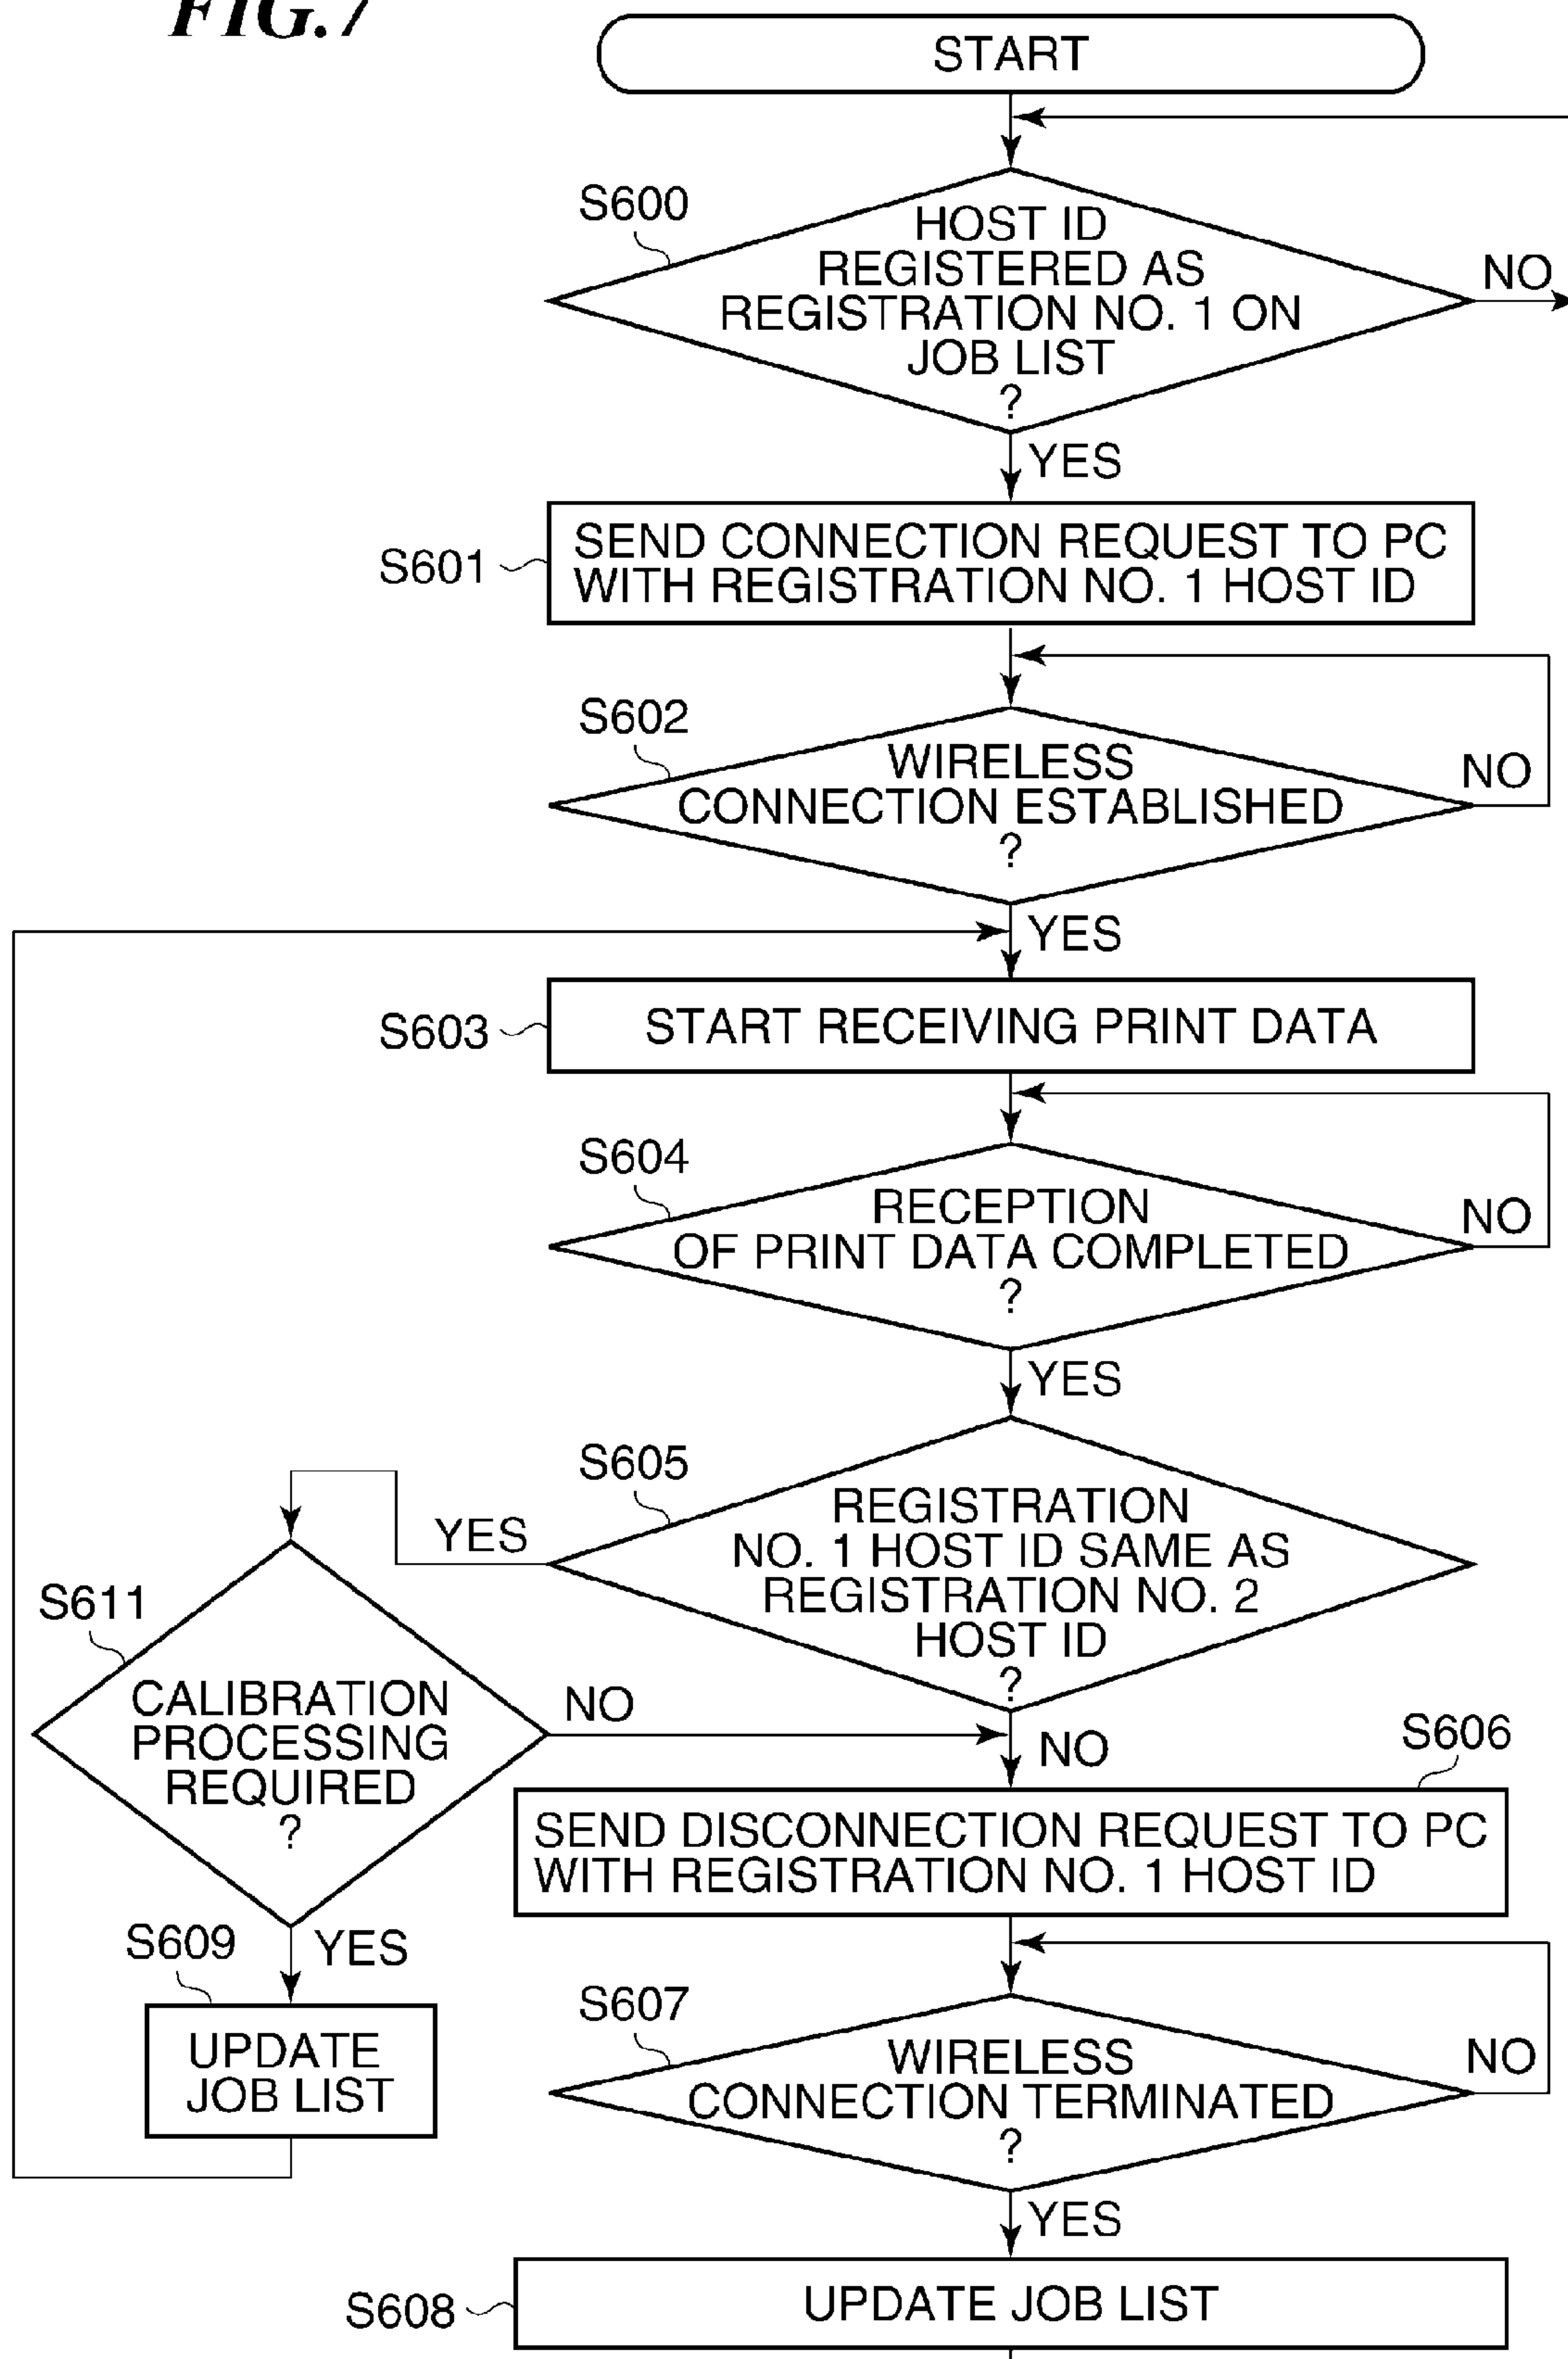 FIG.7
START
S600
HOST ID
REGISTERED AS
REGISTRATION NO. 1 ON
JOB LIST
?
NO
YES
S601
SEND CONNECTION REQUEST TO PC
WITH REGISTRATION NO. 1 HOST ID
S602
WIRELESS
CONNECTION ESTABLISHED
?
NO
YES
S603
START RECEIVING PRINT DATA
S604
RECEPTION
OF PRINT DATA COMPLETED
?
NO
YES
S605
REGISTRATION
NO. 1 HOST ID SAME AS
REGISTRATION NO. 2
HOST ID
?
YES
NO
S611
CALIBRATION
PROCESSING
REQUIRED
?
NO
YES
S606
SEND DISCONNECTION REQUEST TO PC
WITH REGISTRATION NO. 1 HOST ID
S609
UPDATE
JOB LIST
S607
WIRELESS
CONNECTION TERMINATED
?
NO
YES
S608
UPDATE JOB LIST